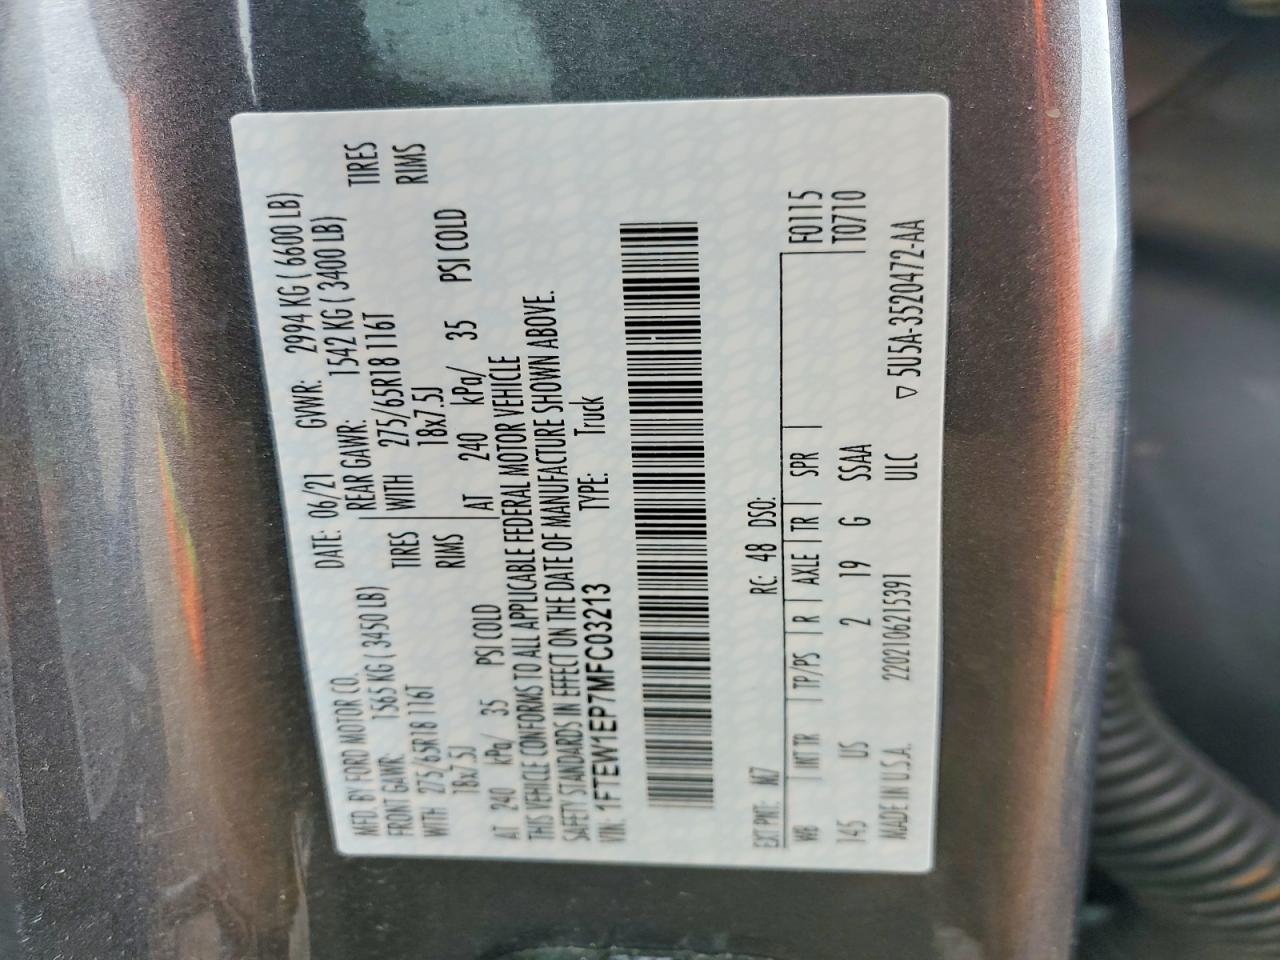 MFD. BY FORD MOTOR CO. DATE: 06/21 GVWR: 2994 KG ( 6600 LB)
FRONT GAWR: 1565 KG ( 3450 LB) REAR GAWR: 1542 KG ( 3400 LB)
WITH 275/65R18 116T TIRES WITH 275/65R18 116T TIRES
18x7.5J RIMS 18x7.5J RIMS
AT 240 kPa/ 35 PSI COLD AT 240 kPa/ 35 PSI COLD
THIS VEHICLE CONFORMS TO ALL APPLICABLE FEDERAL MOTOR VEHICLE
SAFETY STANDARDS IN EFFECT ON THE DATE OF MANUFACTURE SHOWN ABOVE.
VIN: 1FTEW1EP7MFC03213 TYPE: Truck
EXT PNT: M7 RC: 48 DSO: F0115
WB INT TR TP/PS R AXLE TR SPR T0710
145 US 2 19 G SSAA
MADE IN U.S.A. 220210621539 ULC ▽ 5U5A-3520472-AA